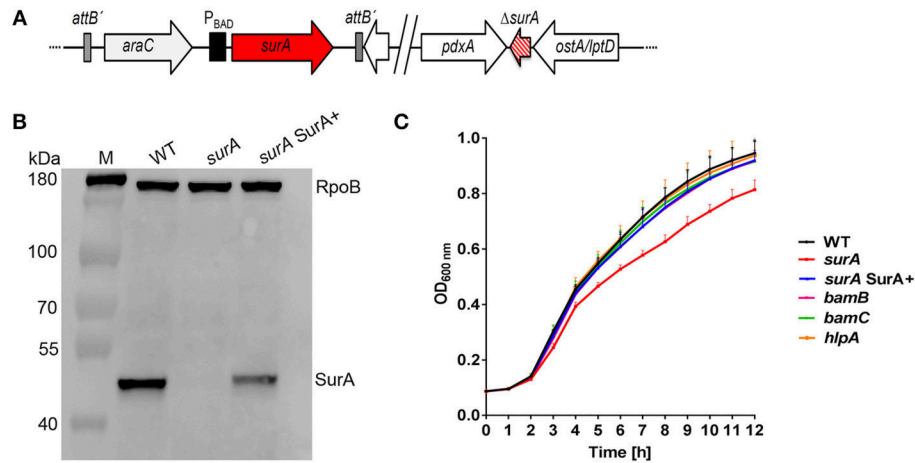 A
attB´ P_BAD attB´ ΔsurA
araC surA pdxA ostA/lptD
B
kDa M WT surA surA SurA+
180 RpoB
100
70
55
SurA
40
C
1.0
0.8
0.6
0.4
0.2
0.0
OD600 nm
0 1 2 3 4 5 6 7 8 9 10 11 12
Time [h]
WT
surA
surA SurA+
bamB
bamC
hlpA